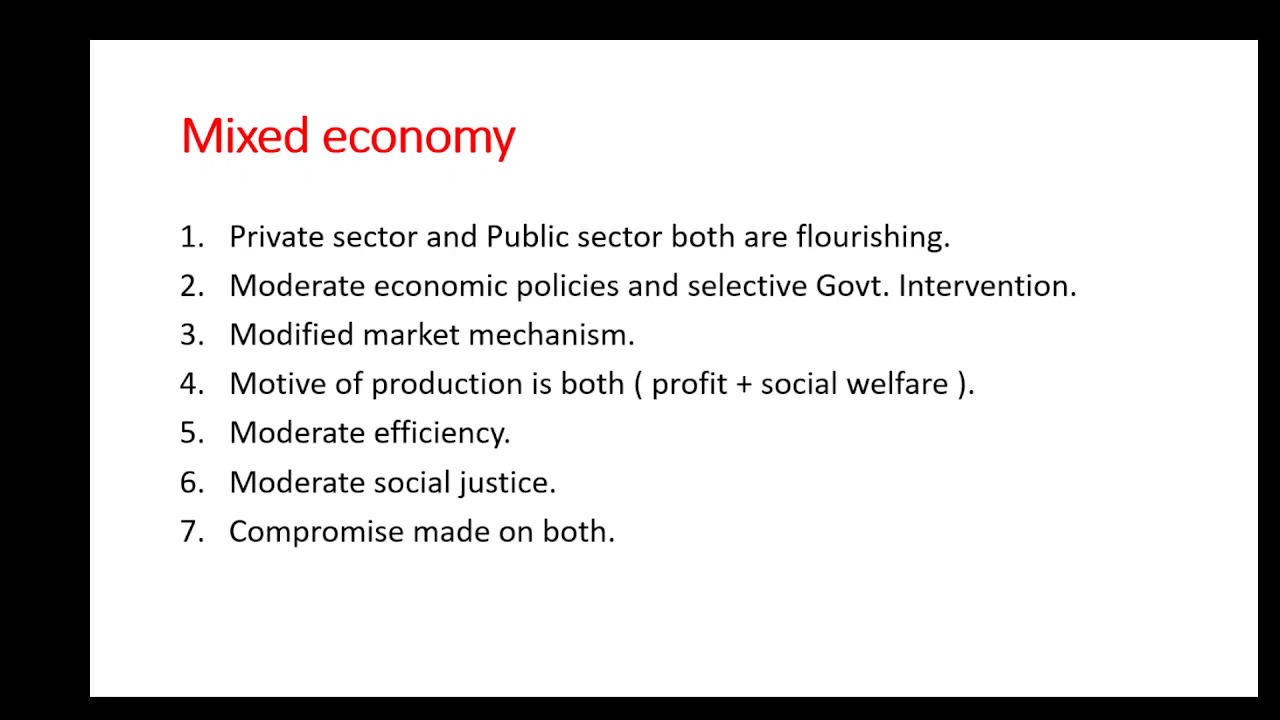 Mixed economy
1. Private sector and Public sector both are flourishing.
2. Moderate economic policies and selective Govt. Intervention.
3. Modified market mechanism.
4. Motive of production is both ( profit + social welfare ).
5. Moderate efficiency.
6. Moderate social justice.
7. Compromise made on both.